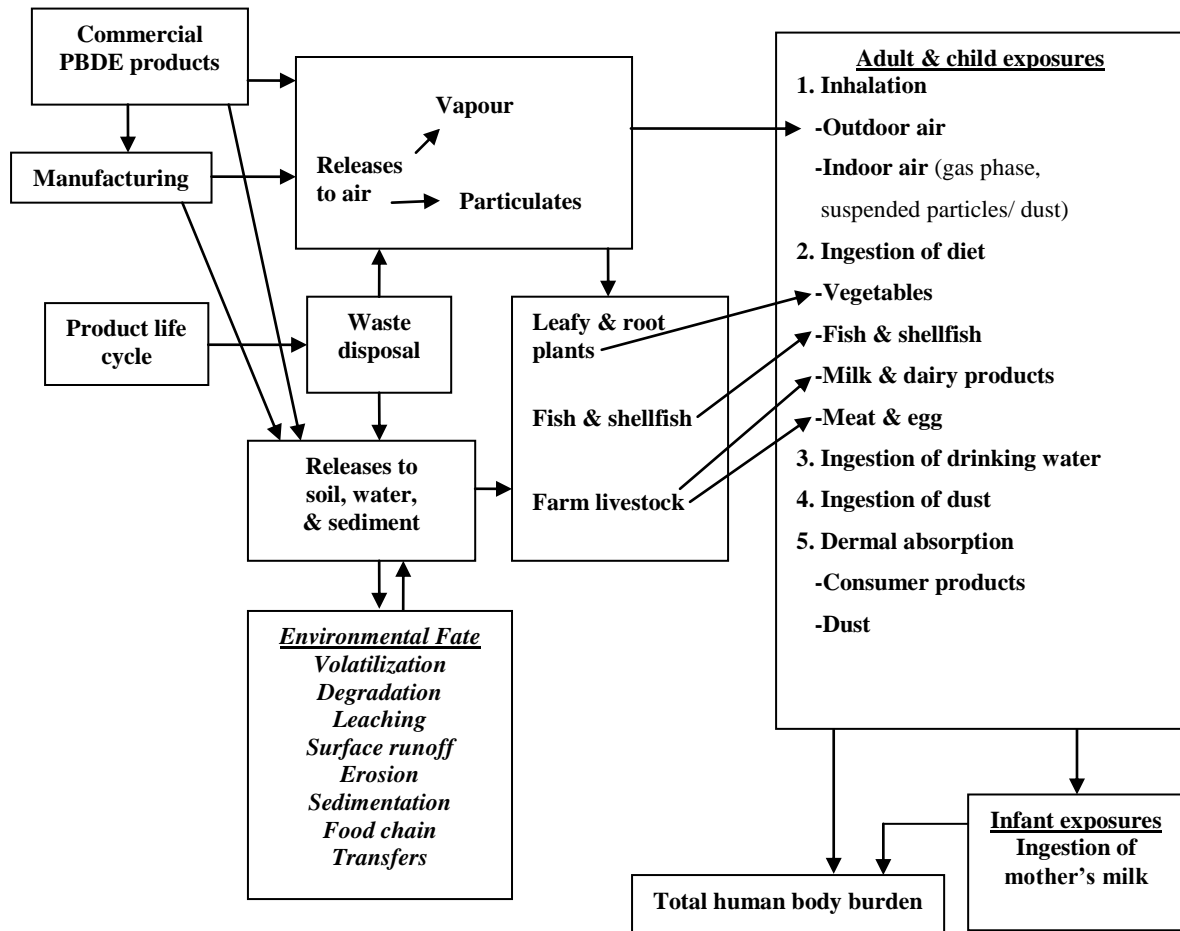 Commercial
PBDE products
Manufacturing
Product life
cycle
Vapour
Releases
to air
Particulates
Waste
disposal
Releases to
soil, water,
& sediment
Environmental Fate
Volatilization
Degradation
Leaching
Surface runoff
Erosion
Sedimentation
Food chain
Transfers
Leafy & root
plants
Fish & shellfish
Farm livestock
Adult & child exposures
1. Inhalation
-Outdoor air
-Indoor air (gas phase,
suspended particles/ dust)
2. Ingestion of diet
-Vegetables
-Fish & shellfish
-Milk & dairy products
-Meat & egg
3. Ingestion of drinking water
4. Ingestion of dust
5. Dermal absorption
-Consumer products
-Dust
Infant exposures
Ingestion of
mother’s milk
Total human body burden